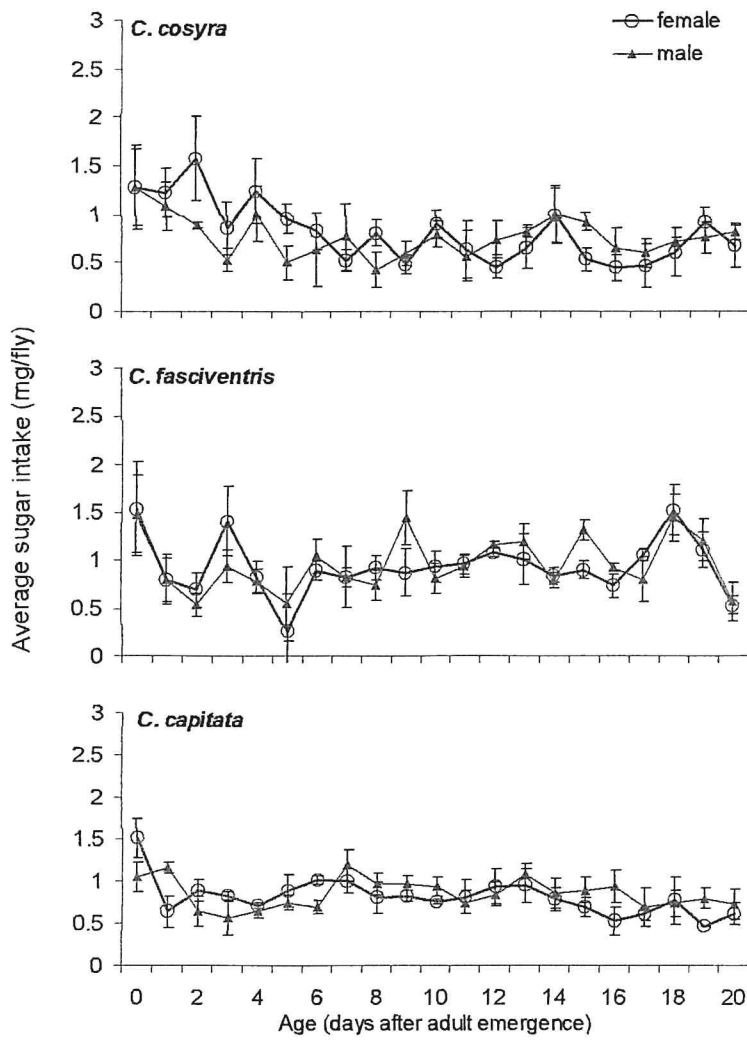 C. cosyra
female
male
3
2.5
2
1.5
1
0.5
0
Average sugar intake (mg/fly)
C. fasciventris
3
2.5
2
1.5
1
0.5
0
C. capitata
3
2.5
2
1.5
1
0.5
0
0 2 4 6 8 10 12 14 16 18 20
Age (days after adult emergence)